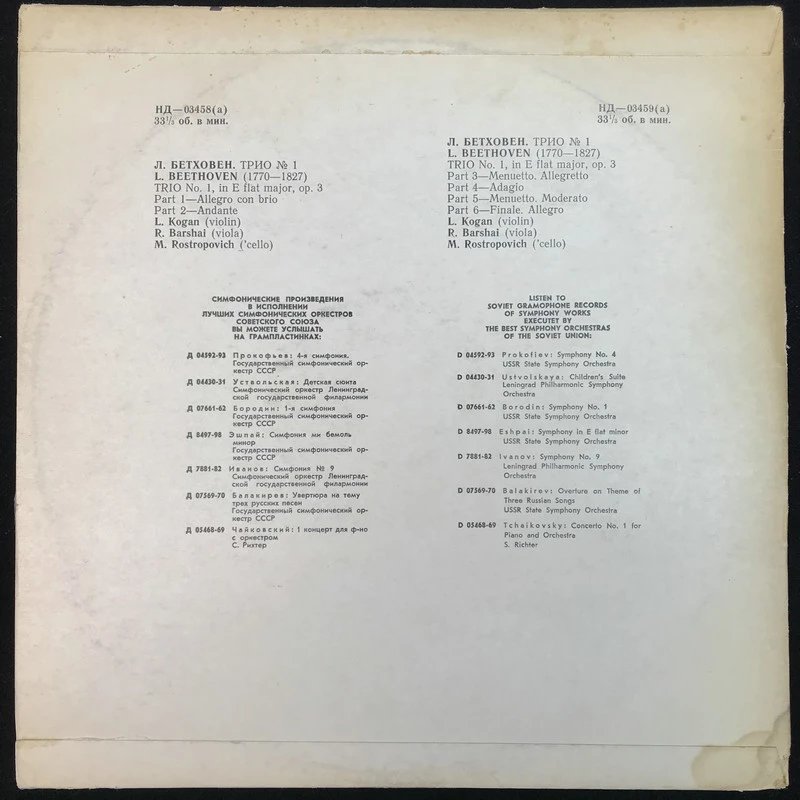 НД—03458(а)
33⅓ об. в мин.
Л. БЕТХОВЕН. ТРИО № 1
L. BEETHOVEN (1770—1827)
TRIO No. 1, in E flat major, op. 3
Part 1—Allegro con brio
Part 2—Andante
L. Kogan (violin)
R. Barshai (viola)
M. Rostropovich ('cello)
НД—03459(а)
33⅓ об. в мин.
Л. БЕТХОВЕН. ТРИО № 1
L. BEETHOVEN (1770—1827)
TRIO No. 1, in E flat major, op. 3
Part 3—Menuetto. Allegretto
Part 4—Adagio
Part 5—Menuetto. Moderato
Part 6—Finale. Allegro
L. Kogan (violin)
R. Barshai (viola)
M. Rostropovich ('cello)
СИМФОНИЧЕСКИЕ ПРОИЗВЕДЕНИЯ
В ИСПОЛНЕНИИ
ЛУЧШИХ СИМФОНИЧЕСКИХ ОРКЕСТРОВ
СОВЕТСКОГО СОЮЗА
ВЫ МОЖЕТЕ УСЛЫШАТЬ
НА ГРАМПЛАСТИНКАХ:
Д 04592-93 Прокофьев: 4-я симфония.
Государственный симфонический ор-
кестр СССР
Д 04430-31 Уствольская: Детская сюита
Симфонический оркестр Ленинград-
ской государственной филармонии
Д 07661-62 Бородин: 1-я симфония
Государственный симфонический ор-
кестр СССР
Д 8497-98 Эшпай: Симфония ми бемоль
минор
Государственный симфонический ор-
кестр СССР
Д 7881-82 Иванов: Симфония № 9
Симфонический оркестр Ленинград-
ской государственной филармонии
Д 07569-70 Балакирев: Увертюра на тему
трех русских песен
Государственный симфонический ор-
кестр СССР
Д 05468-69 Чайковский: 1 концерт для ф-но
с оркестром
С. Рихтер
LISTEN TO
SOVIET GRAMOPHONE RECORDS
OF SYMPHONY WORKS
EXECUTET BY
THE BEST SYMPHONY ORCHESTRAS
OF THE SOVIET UNION:
D 04592-93 Prokofiev: Symphony No. 4
USSR State Symphony Orchestra
D 04430-31 Ustvolskaya: Children's Suite
Leningrad Philharmonic Symphony
Orchestra
D 07661-62 Borodin: Symphony No. 1
USSR State Symphony Orchestra
D 8497-98 Eshpai: Symphony in E flat minor
USSR State Symphony Orchestra
D 7881-82 Ivanov: Symphony No. 9
Leningrad Philharmonic Symphony
Orchestra
D 07569-70 Balakirev: Overture on Theme of
Three Russian Songs
USSR State Symphony Orchestra
D 05468-69 Tchaikovsky: Concerto No. 1 for
Piano and Orchestra
S. Richter